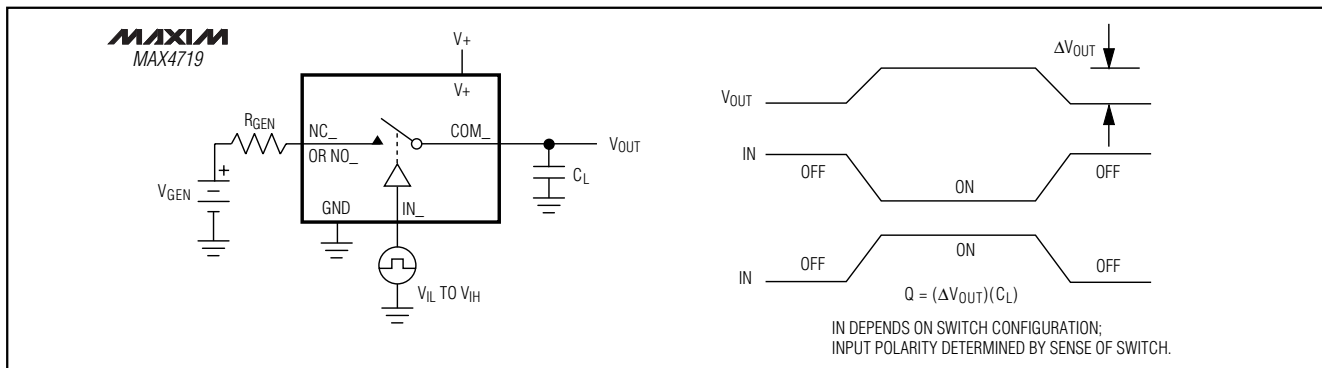 MAXIM
MAX4719
V+
V+
RGEN
NC_
OR NO_
COM_
VOUT
CL
VGEN
+
GND
IN_
VIL TO VIH
ΔVOUT
VOUT
IN
OFF
ON
OFF
IN
OFF
ON
OFF
Q = (ΔVOUT)(CL)
IN DEPENDS ON SWITCH CONFIGURATION;
INPUT POLARITY DETERMINED BY SENSE OF SWITCH.